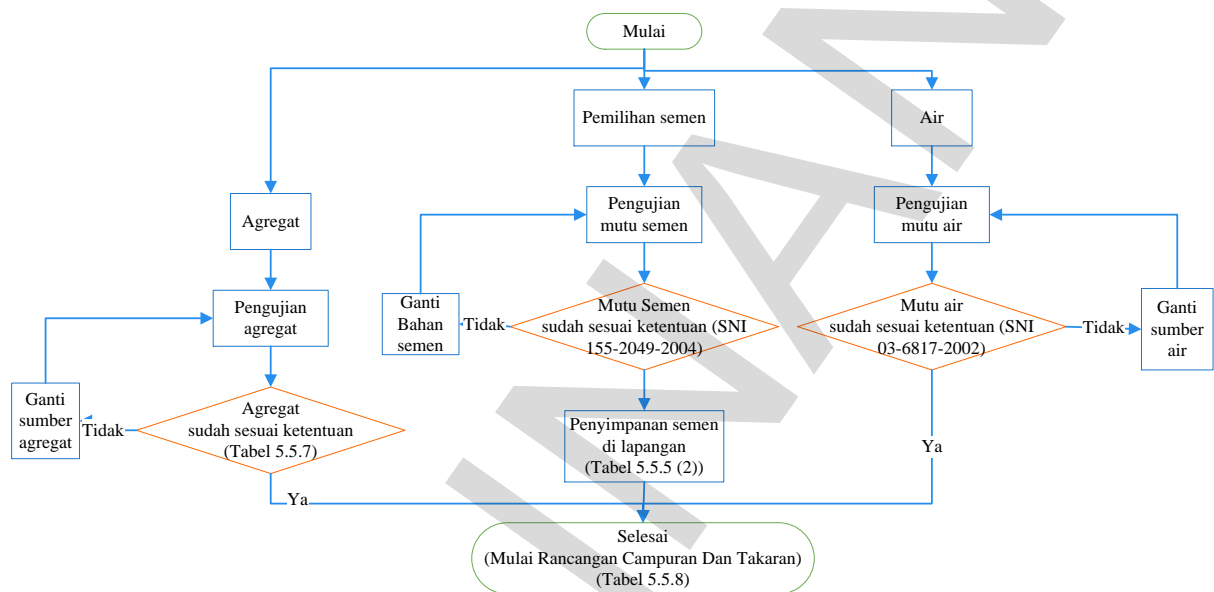 Mulai
Pemilihan semen
Air
Agregat
Pengujian
mutu semen
Pengujian
mutu air
Pengujian
agregat
Ganti
Bahan
semen
Tidak
Mutu Semen
sudah sesuai ketentuan (SNI
155-2049-2004)
Mutu air
sudah sesuai ketentuan (SNI
03-6817-2002)
Tidak
Ganti
sumber
air
Ganti
sumber
agregat
Tidak
Agregat
sudah sesuai ketentuan
(Tabel 5.5.7)
Penyimpanan semen
di lapangan
(Tabel 5.5.5 (2))
Ya
Ya
Selesai
(Mulai Rancangan Campuran Dan Takaran)
(Tabel 5.5.8)